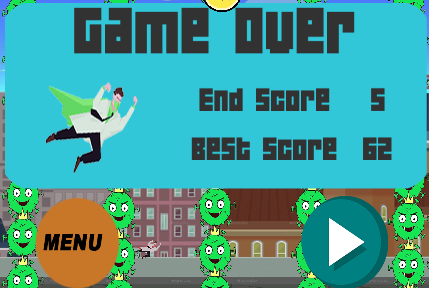 Game Over
End Score 5
Best Score 62
MENU